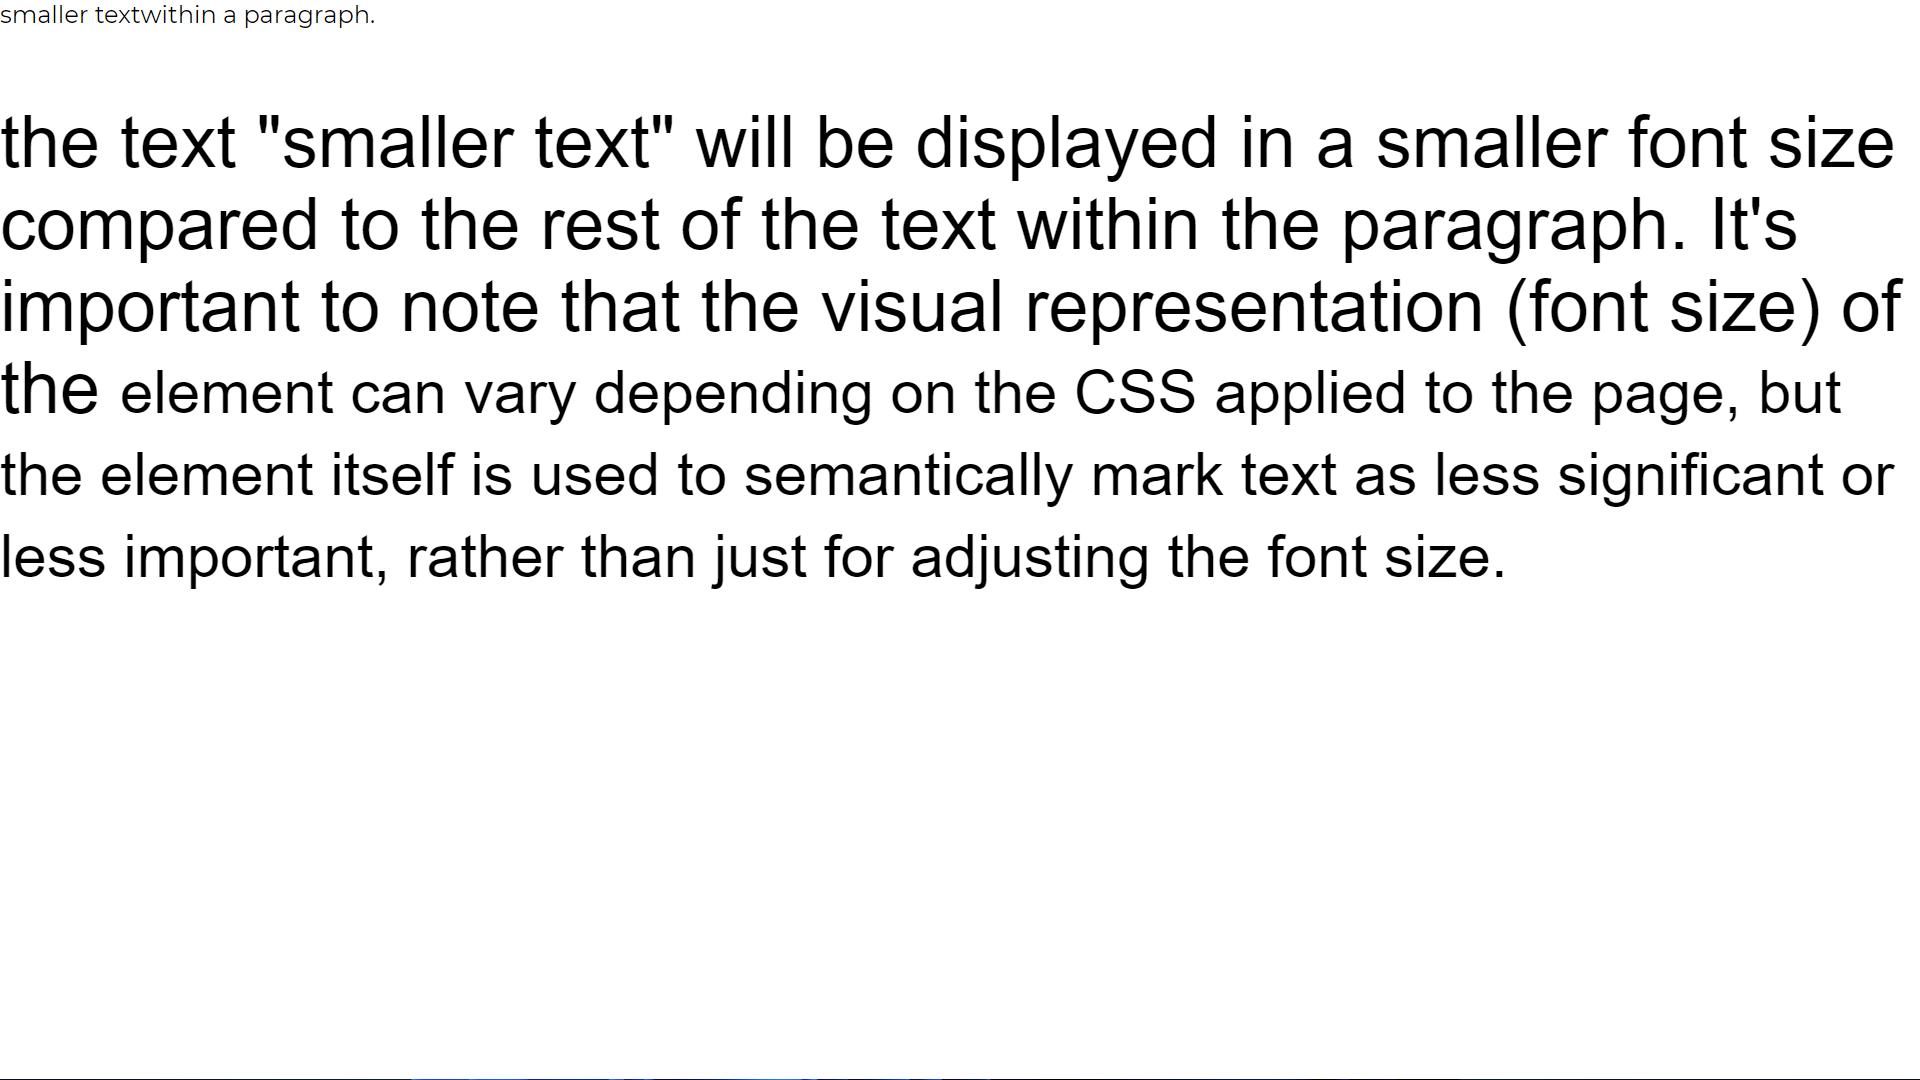 smaller textwithin a paragraph.
the text "smaller text" will be displayed in a smaller font size
compared to the rest of the text within the paragraph. It's
important to note that the visual representation (font size) of
the element can vary depending on the CSS applied to the page, but
the element itself is used to semantically mark text as less significant or
less important, rather than just for adjusting the font size.